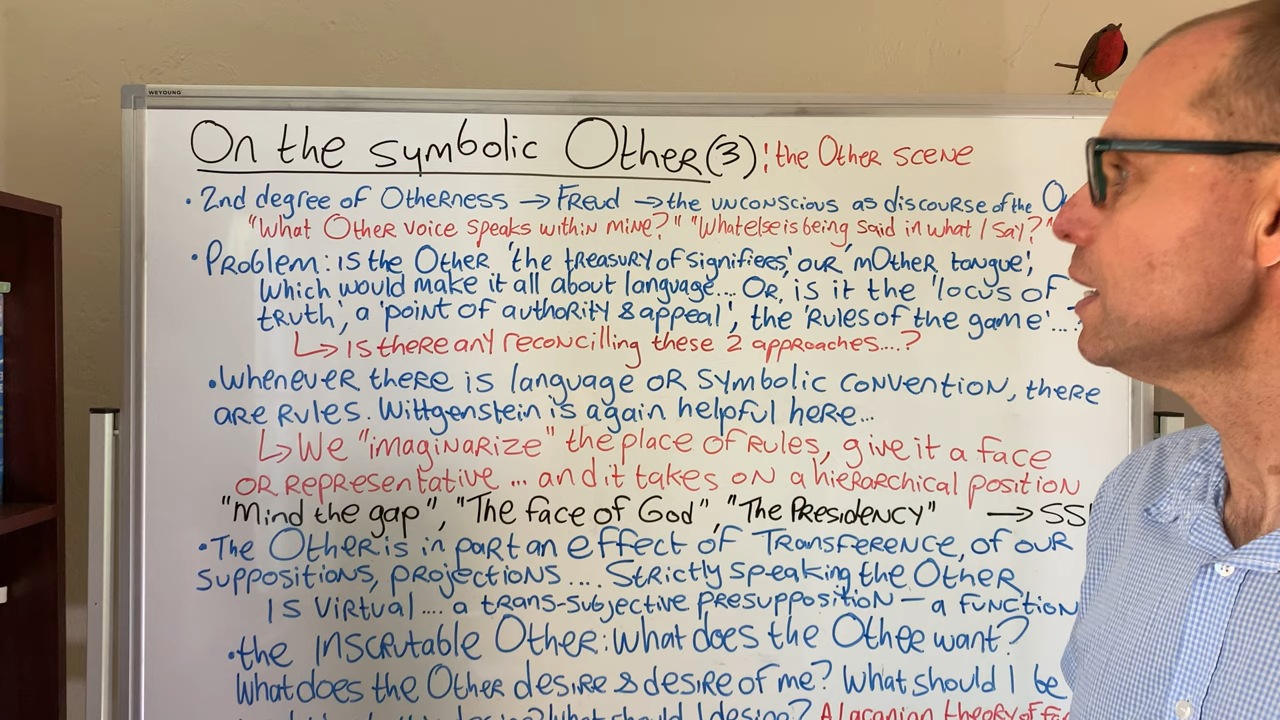 WEYOUNG
On the symbolic Other (3): the Other scene
• 2nd degree of Otherness → Freud → the unconscious as discourse of the
"What Other voice speaks within mine?" "What else is being said in what I say?"
• Problem: is the Other 'the treasury of signifiers', our 'mOther tongue',
which would make it all about language... Or, is it the 'locus of
truth', a 'point of authority & appeal', the 'rules of the game'...?
↳ is there any reconcilling these 2 approaches....?
• Whenever there is language or symbolic convention, there
are rules. Wittgenstein is again helpful here...
↳ We "imaginarize" the place of rules, give it a face
or representative ... and it takes on a hierarchical position
"Mind the gap", "The face of God", "The Presidency" → SS
• The Other is in part an effect of Transference, of our
suppositions, projections .... Strictly speaking the Other
is virtual .... a trans-subjective presupposition – a function
• the inscrutable Other: what does the Other want?
What does the Other desire & desire of me? What should I be
What should I desire? A Lacanian theory of